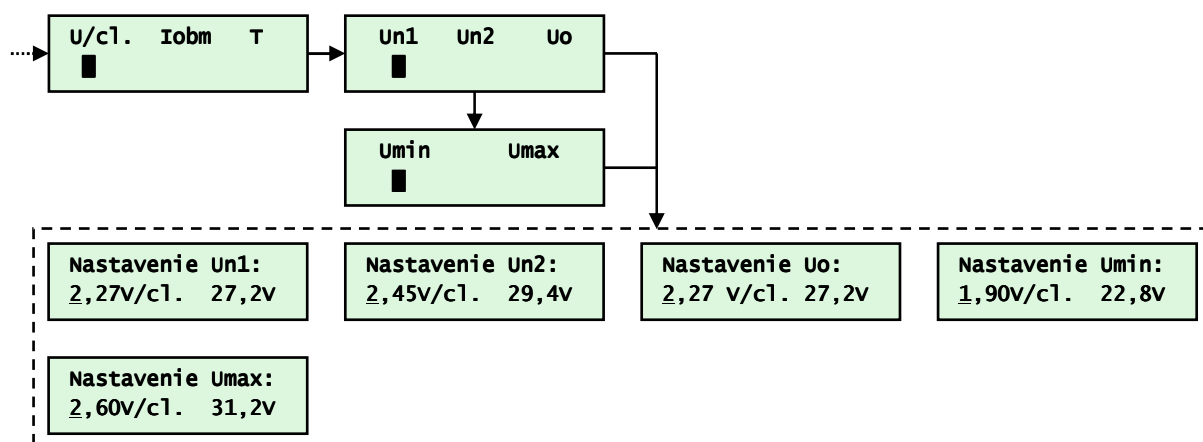 U/cl. Iobm T
Un1 Un2 Uo
Umin Umax
Nastavenie Un1:
2,27V/cl. 27,2V
Nastavenie Un2:
2,45V/cl. 29,4V
Nastavenie Uo:
2,27 V/cl. 27,2V
Nastavenie Umin:
1,90V/cl. 22,8V
Nastavenie Umax:
2,60V/cl. 31,2V